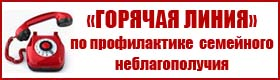 «ГОРЯЧАЯ ЛИНИЯ»
по профилактике семейного
неблагополучия